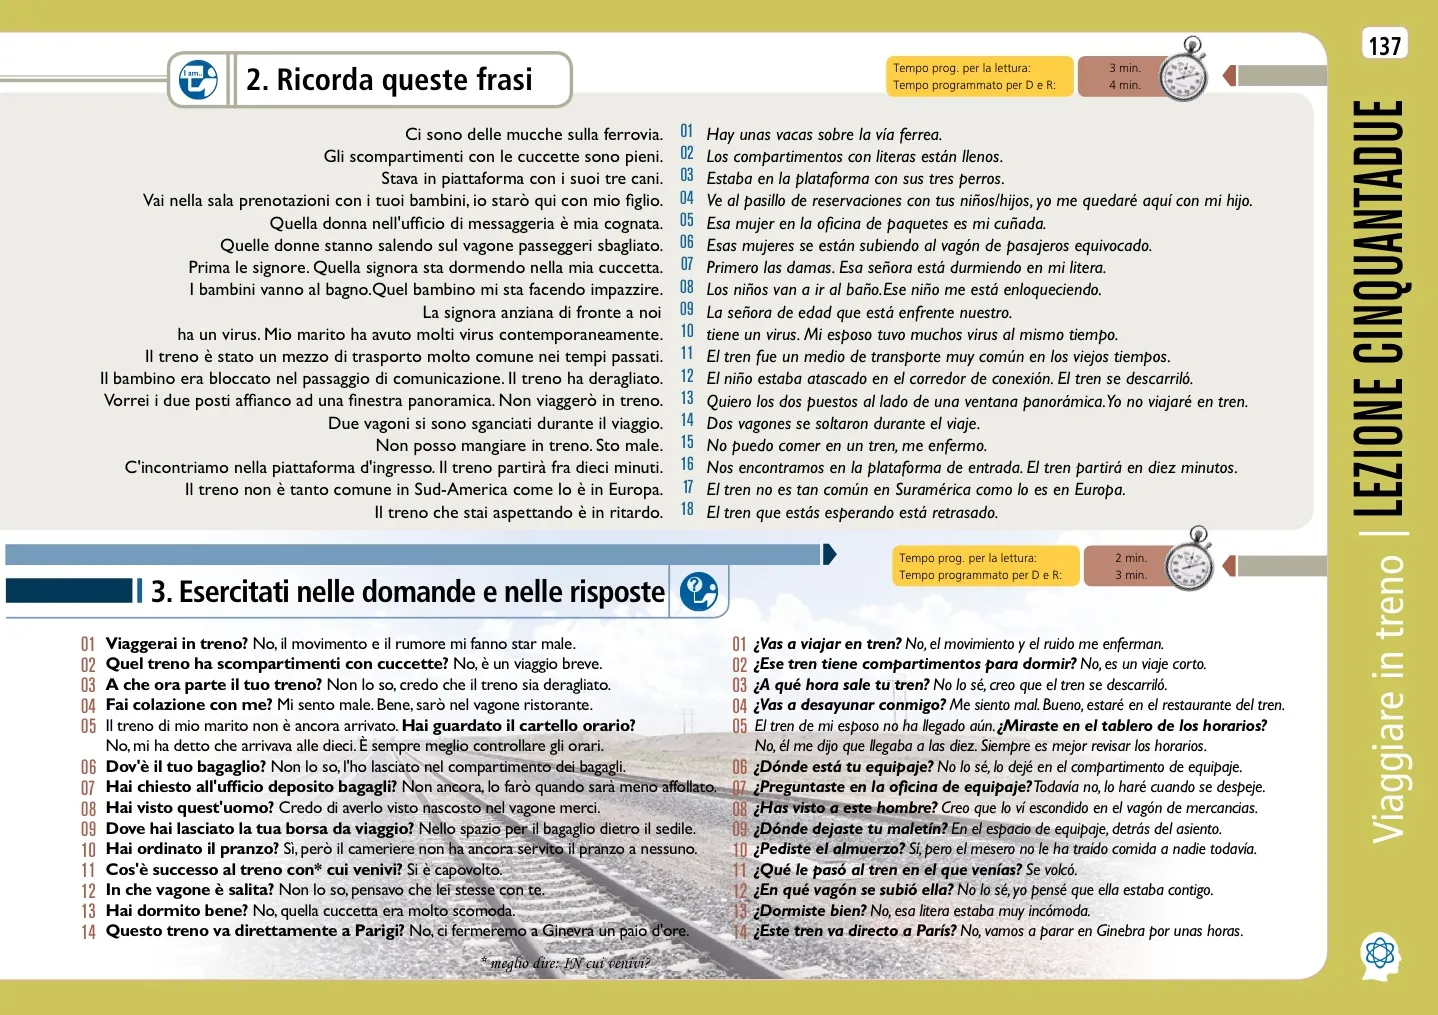 137
I am...
2. Ricorda queste frasi
Tempo prog. per la lettura: 3 min.
Tempo programmato per D e R: 4 min.
Ci sono delle mucche sulla ferrovia. 01 Hay unas vacas sobre la vía ferrea.
Gli scompartimenti con le cuccette sono pieni. 02 Los compartimentos con literas están llenos.
Stava in piattaforma con i suoi tre cani. 03 Estaba en la plataforma con sus tres perros.
Vai nella sala prenotazioni con i tuoi bambini, io starò qui con mio figlio. 04 Ve al pasillo de reservaciones con tus niños/hijos, yo me quedaré aquí con mi hijo.
Quella donna nell'ufficio di messaggeria è mia cognata. 05 Esa mujer en la oficina de paquetes es mi cuñada.
Quelle donne stanno salendo sul vagone passeggeri sbagliato. 06 Esas mujeres se están subiendo al vagón de pasajeros equivocado.
Prima le signore. Quella signora sta dormendo nella mia cuccetta. 07 Primero las damas. Esa señora está durmiendo en mi litera.
I bambini vanno al bagno.Quel bambino mi sta facendo impazzire. 08 Los niños van a ir al baño.Ese niño me está enloqueciendo.
La signora anziana di fronte a noi 09 La señora de edad que está enfrente nuestro.
ha un virus. Mio marito ha avuto molti virus contemporaneamente. 10 tiene un virus. Mi esposo tuvo muchos virus al mismo tiempo.
Il treno è stato un mezzo di trasporto molto comune nei tempi passati. 11 El tren fue un medio de transporte muy común en los viejos tiempos.
Il bambino era bloccato nel passaggio di comunicazione. Il treno ha deragliato. 12 El niño estaba atascado en el corredor de conexión. El tren se descarriló.
Vorrei i due posti affianco ad una finestra panoramica. Non viaggerò in treno. 13 Quiero los dos puestos al lado de una ventana panorámica.Yo no viajaré en tren.
Due vagoni si sono sganciati durante il viaggio. 14 Dos vagones se soltaron durante el viaje.
Non posso mangiare in treno. Sto male. 15 No puedo comer en un tren, me enfermo.
C'incontriamo nella piattaforma d'ingresso. Il treno partirà fra dieci minuti. 16 Nos encontramos en la plataforma de entrada. El tren partirá en diez minutos.
Il treno non è tanto comune in Sud-America come lo è in Europa. 17 El tren no es tan común en Suramérica como lo es en Europa.
Il treno che stai aspettando è in ritardo. 18 El tren que estás esperando está retrasado.
Tempo prog. per la lettura: 2 min.
Tempo programmato per D e R: 3 min.
3. Esercitati nelle domande e nelle risposte
01 Viaggerai in treno? No, il movimento e il rumore mi fanno star male.
02 Quel treno ha scompartimenti con cuccette? No, è un viaggio breve.
03 A che ora parte il tuo treno? Non lo so, credo che il treno sia deragliato.
04 Fai colazione con me? Mi sento male. Bene, sarò nel vagone ristorante.
05 Il treno di mio marito non è ancora arrivato. Hai guardato il cartello orario?
No, mi ha detto che arrivava alle dieci. È sempre meglio controllare gli orari.
06 Dov'è il tuo bagaglio? Non lo so, l'ho lasciato nel compartimento dei bagagli.
07 Hai chiesto all'ufficio deposito bagagli? Non ancora, lo farò quando sarà meno affollato.
08 Hai visto quest'uomo? Credo di averlo visto nascosto nel vagone merci.
09 Dove hai lasciato la tua borsa da viaggio? Nello spazio per il bagaglio dietro il sedile.
10 Hai ordinato il pranzo? Sì, però il cameriere non ha ancora servito il pranzo a nessuno.
11 Cos'è successo al treno con* cui venivi? Si è capovolto.
12 In che vagone è salita? Non lo so, pensavo che lei stesse con te.
13 Hai dormito bene? No, quella cuccetta era molto scomoda.
14 Questo treno va direttamente a Parigi? No, ci fermeremo a Ginevra un paio d'ore.
* meglio dire: IN cui venivi?
01 ¿Vas a viajar en tren? No, el movimiento y el ruido me enferman.
02 ¿Ese tren tiene compartimentos para dormir? No, es un viaje corto.
03 ¿A qué hora sale tu tren? No lo sé, creo que el tren se descarriló.
04 ¿Vas a desayunar conmigo? Me siento mal. Bueno, estaré en el restaurante del tren.
05 El tren de mi esposo no ha llegado aún. ¿Miraste en el tablero de los horarios?
No, él me dijo que llegaba a las diez. Siempre es mejor revisar los horarios.
06 ¿Dónde está tu equipaje? No lo sé, lo dejé en el compartimento de equipaje.
07 ¿Preguntaste en la oficina de equipaje? Todavía no, lo haré cuando se despeje.
08 ¿Has visto a este hombre? Creo que lo ví escondido en el vagón de mercancias.
09 ¿Dónde dejaste tu maletín? En el espacio de equipaje, detrás del asiento.
10 ¿Pediste el almuerzo? Sí, pero el mesero no le ha traído comida a nadie todavía.
11 ¿Qué le pasó al tren en el que venías? Se volcó.
12 ¿En qué vagón se subió ella? No lo sé, yo pensé que ella estaba contigo.
13 ¿Dormiste bien? No, esa litera estaba muy incómoda.
14 ¿Este tren va directo a París? No, vamos a parar en Ginebra por unas horas.
Viaggiare in treno | LEZIONE CINQUANTADUE